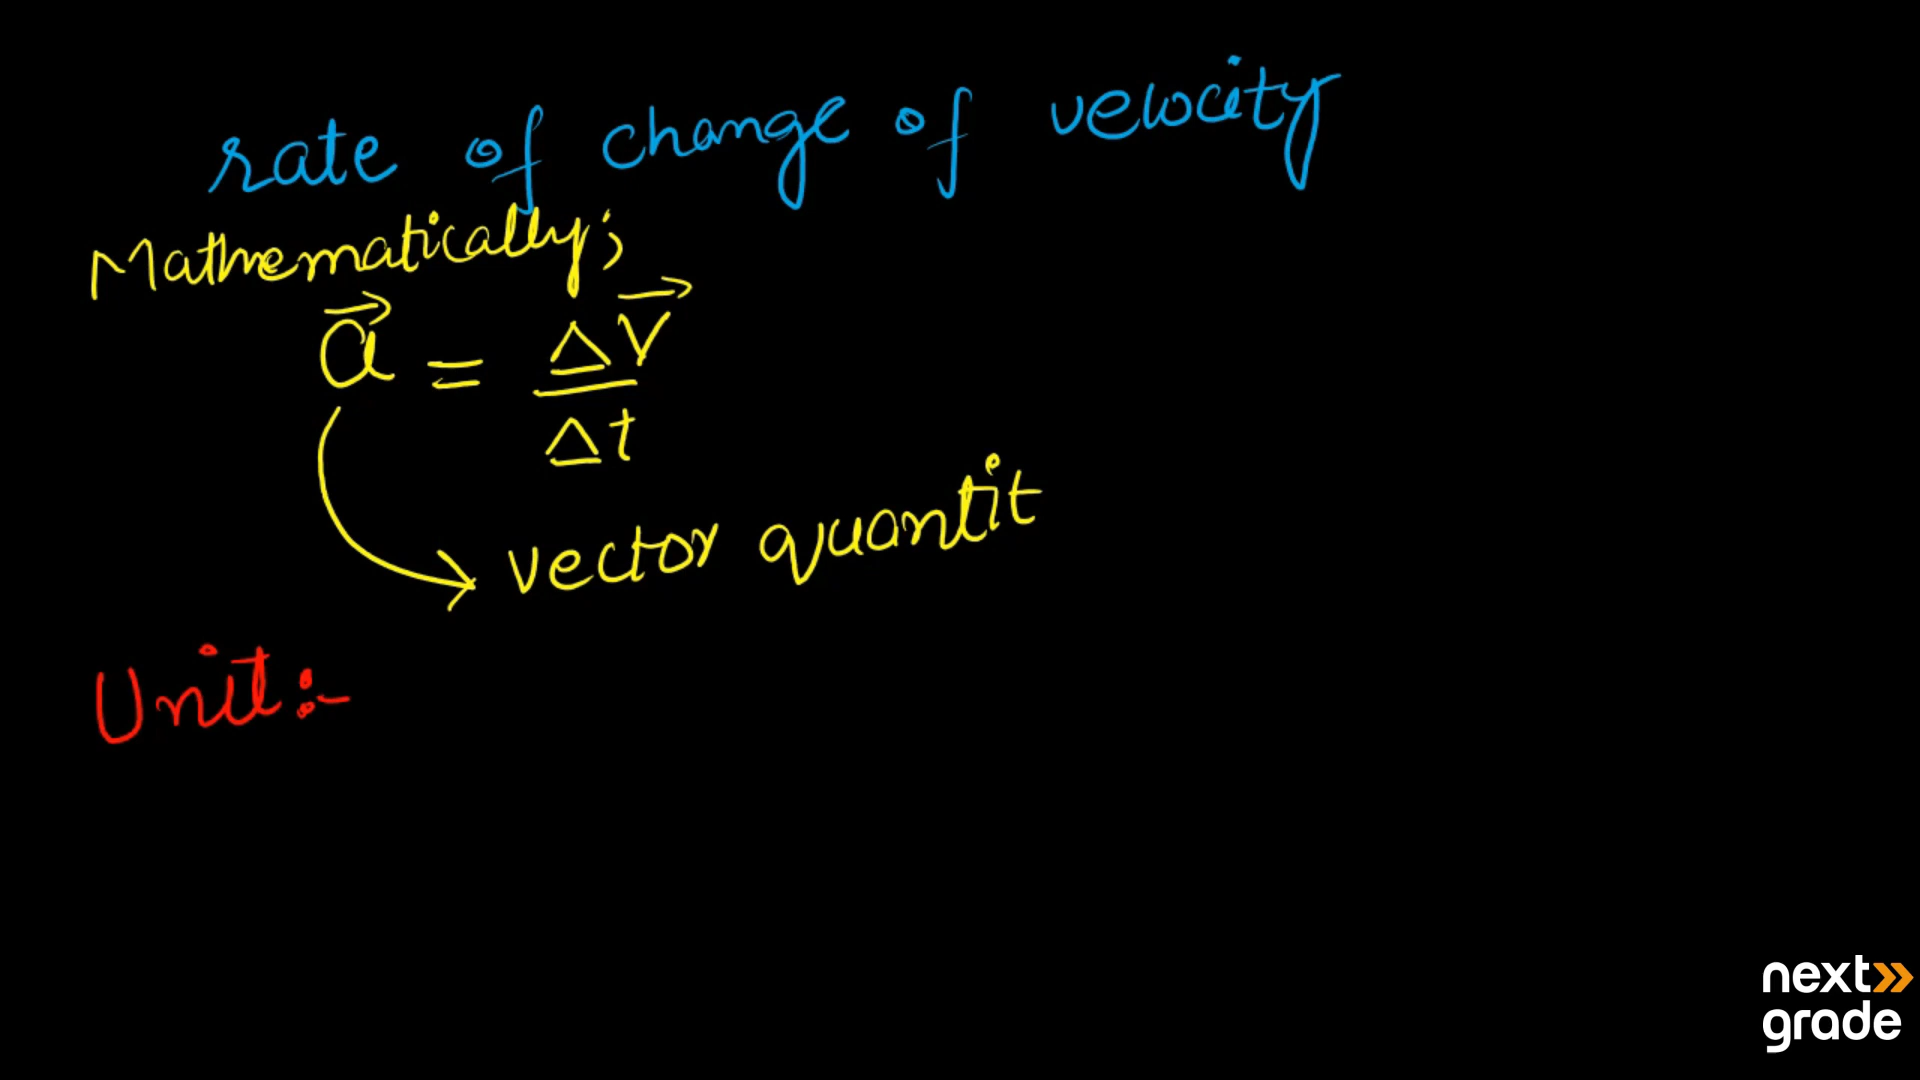 rate of change of velocity
Mathematically;
a⃗ = Δv⃗ / Δt
vector quantit
Unit:-
next
grade